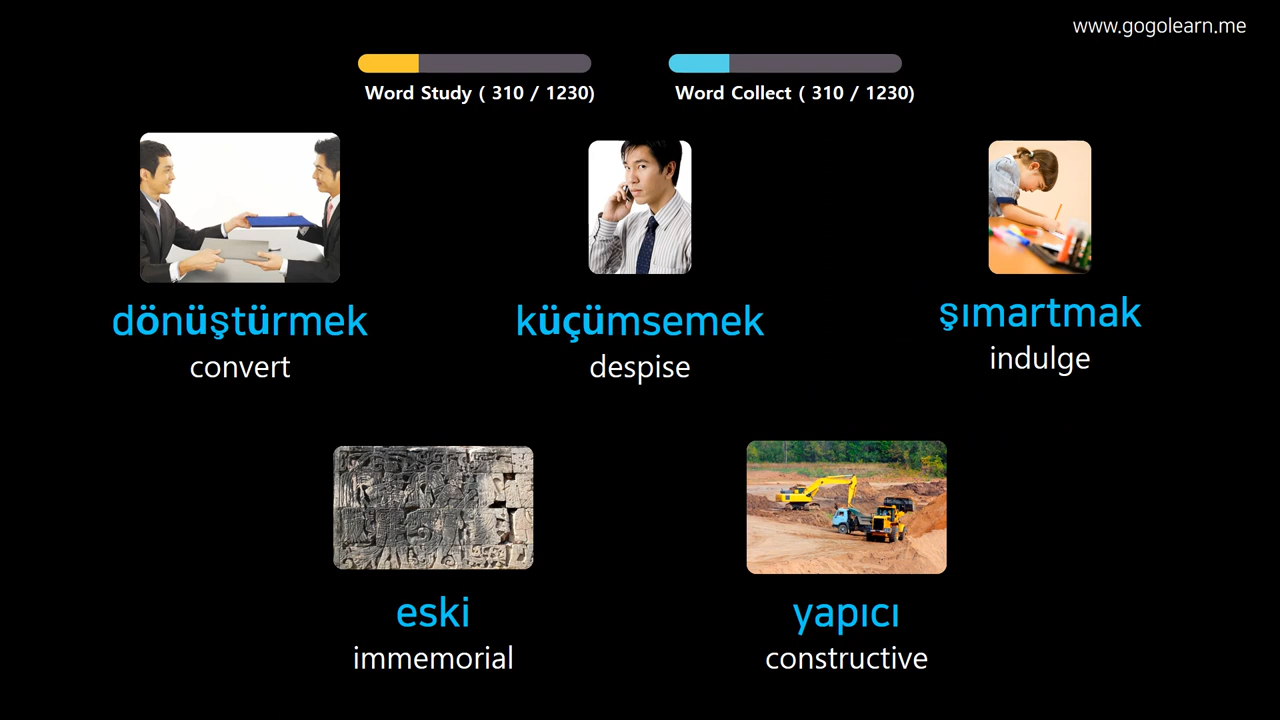 www.gogolearn.me
Word Study ( 310 / 1230)
Word Collect ( 310 / 1230)
dönüştürmek
convert
küçümsemek
despise
şımartmak
indulge
eski
immemorial
yapıcı
constructive